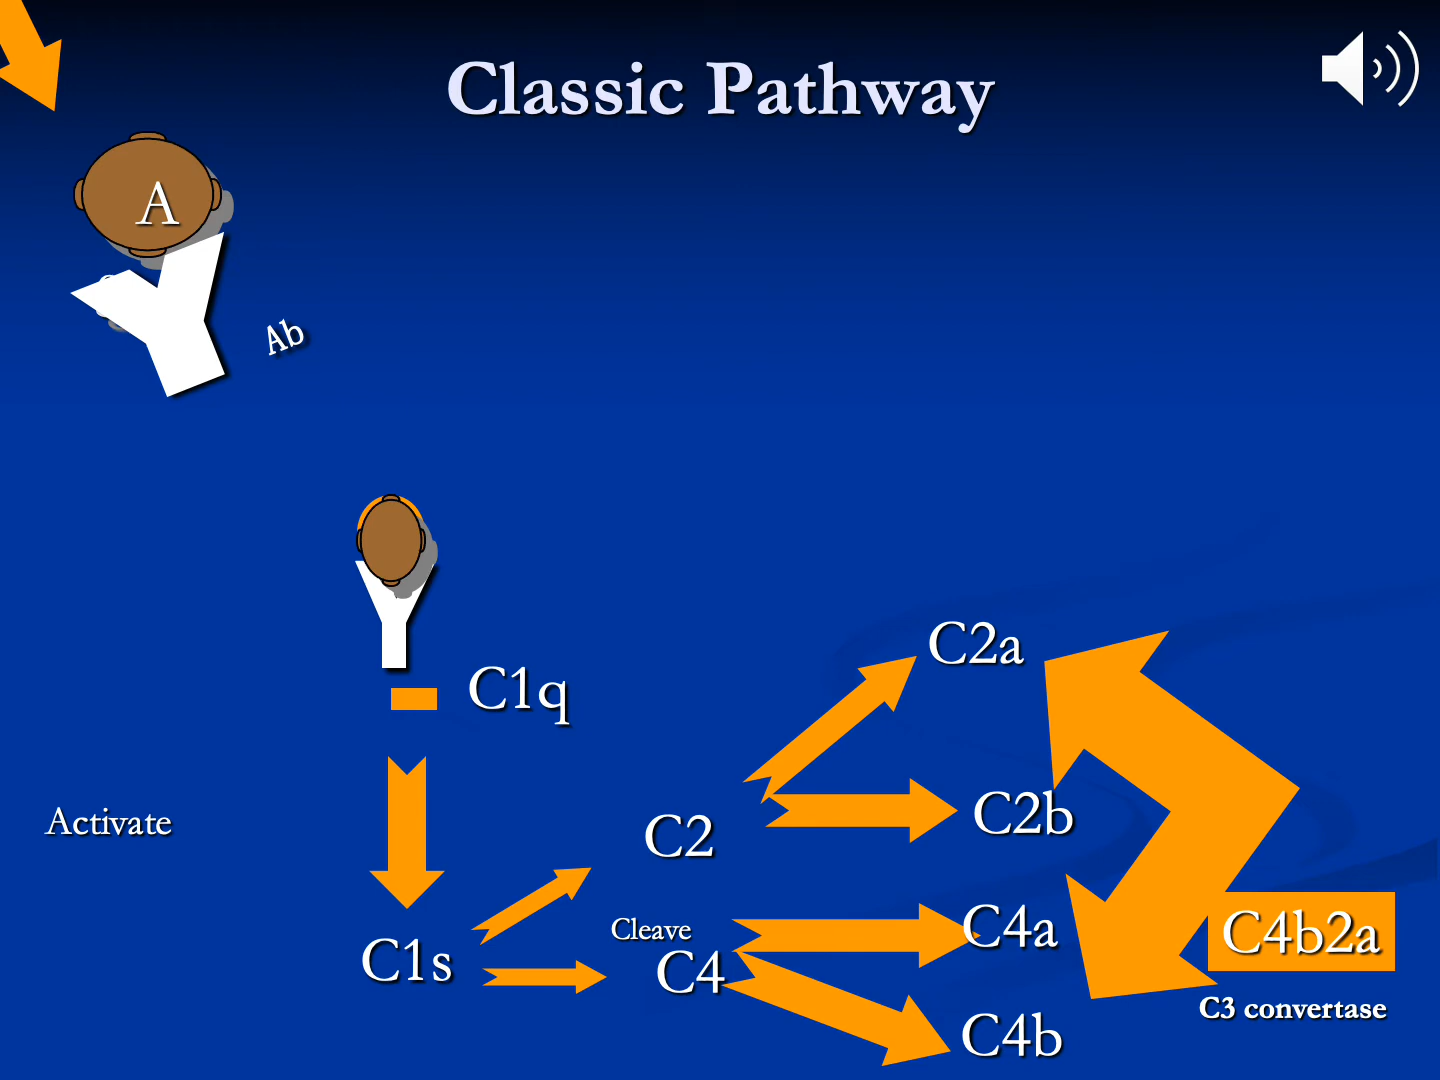 Classic Pathway
A
Ab
C1q
C2a
Activate
C2
C2b
Cleave
C1s
C4
C4a
C4b2a
C3 convertase
C4b